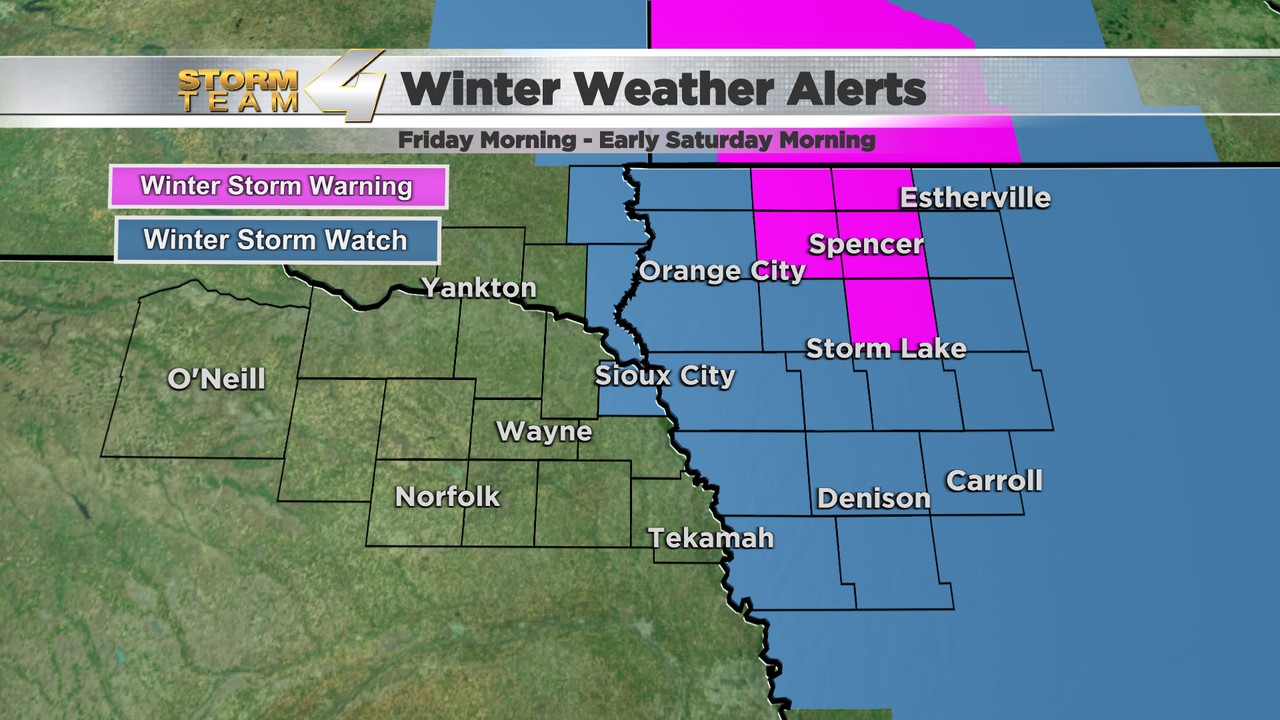 STORM
TEAM
4
Winter Weather Alerts
Friday Morning - Early Saturday Morning
Winter Storm Warning
Winter Storm Watch
Estherville
Spencer
Orange City
Yankton
Storm Lake
O'Neill
Sioux City
Wayne
Carroll
Norfolk
Denison
Tekamah